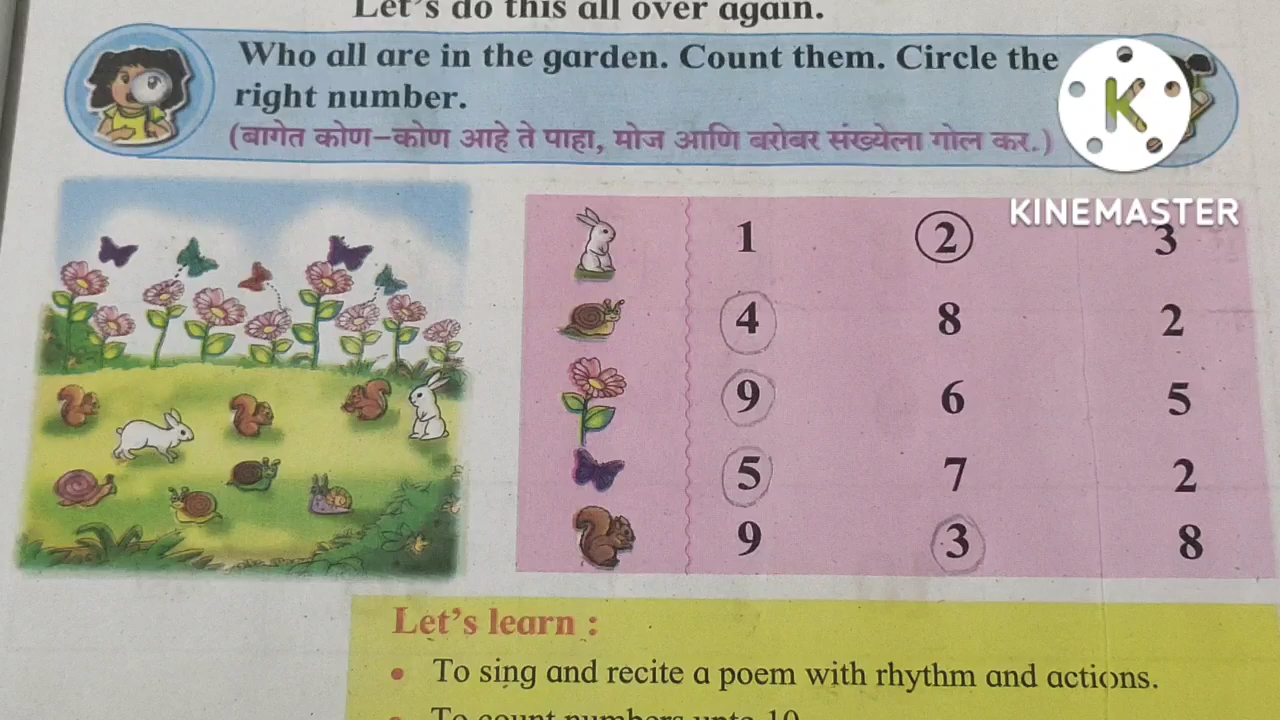 Let's do this all over again.
Who all are in the garden. Count them. Circle the
right number.
(बागेत कोण-कोण आहे ते पाहा, मोज आणि बरोबर संख्येला गोल कर.)
K
KINEMASTER
1 2 3
4 8 2
9 6 5
5 7 2
9 3 8
Let's learn :
• To sing and recite a poem with rhythm and actions.
• To count numbers upto 10